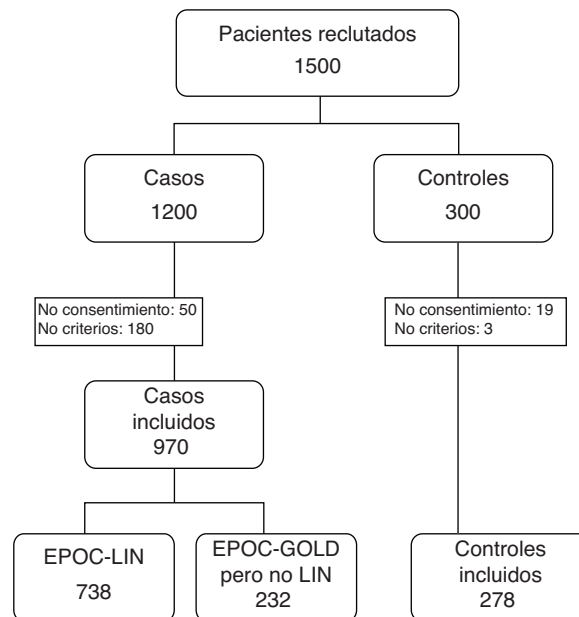 Pacientes reclutados
1500
Casos
1200
Controles
300
No consentimiento: 50
No criterios: 180
No consentimiento: 19
No criterios: 3
Casos
incluidos
970
EPOC-LIN
738
EPOC-GOLD
pero no LIN
232
Controles
incluidos
278